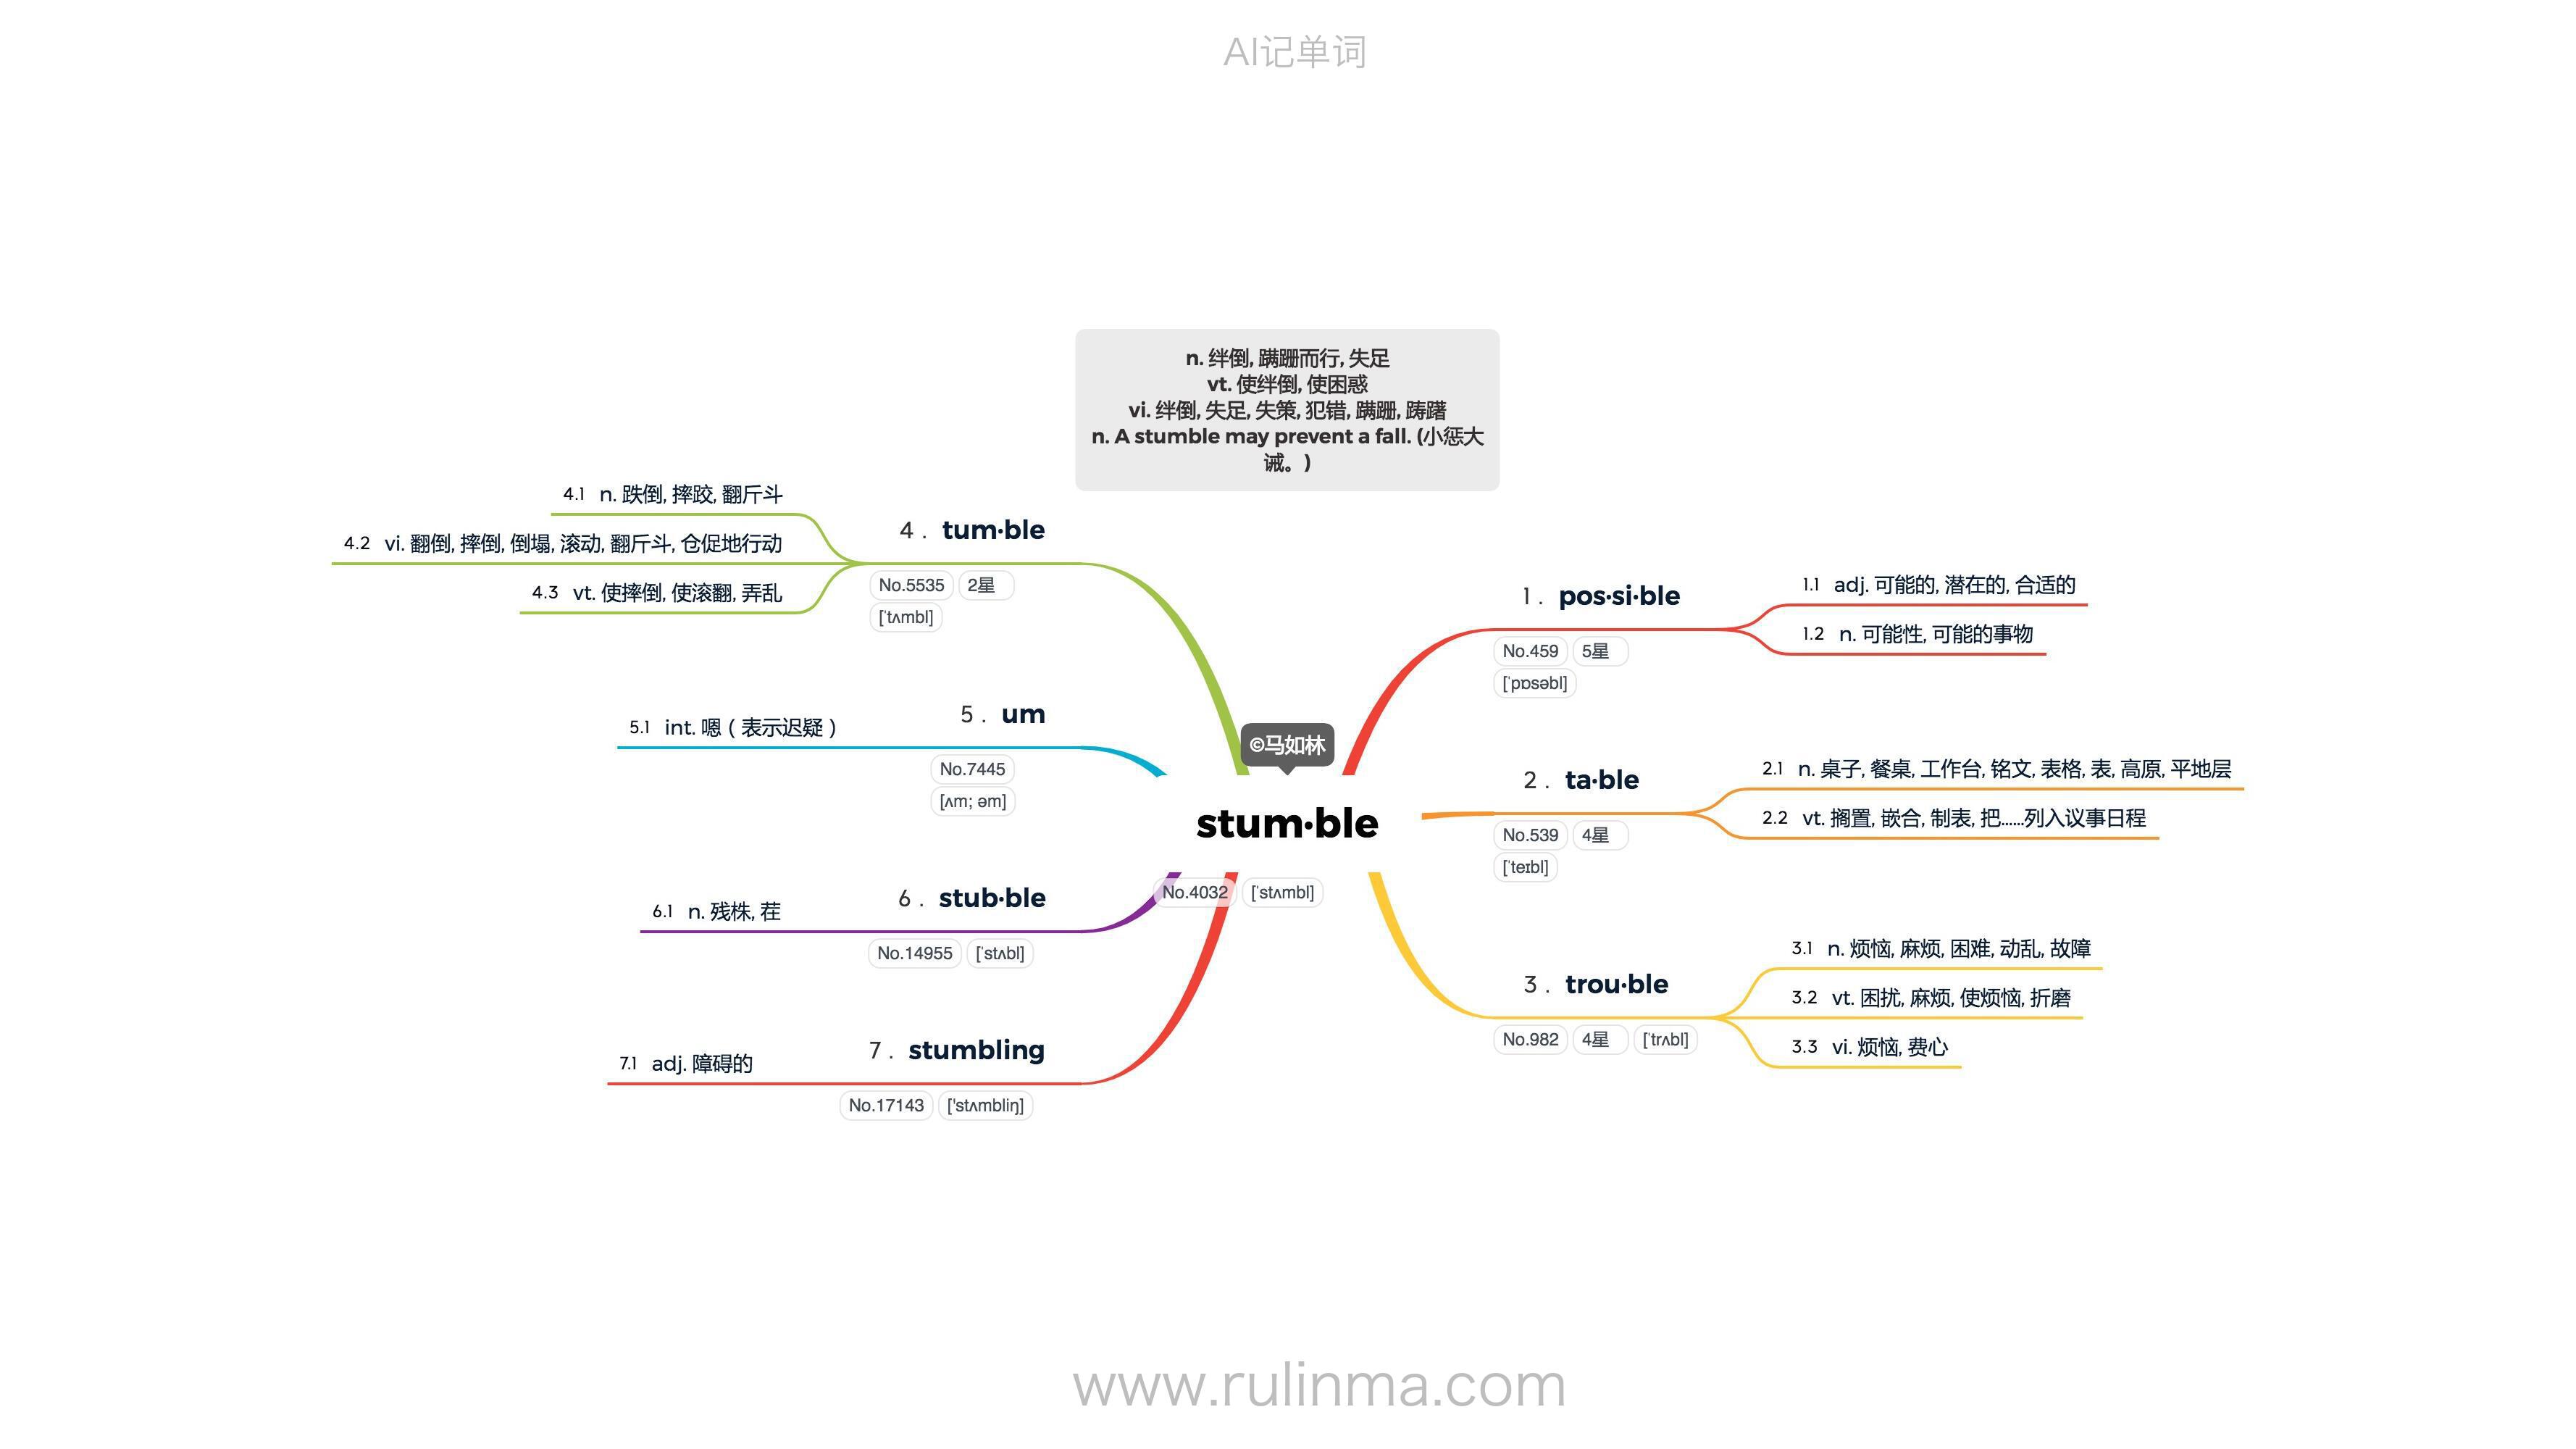 AI记单词
n. 绊倒, 蹒跚而行, 失足
vt. 使绊倒, 使困惑
vi. 绊倒, 失足, 失策, 犯错, 蹒跚, 踌躇
n. A stumble may prevent a fall. (小惩大
诫。)
©马如林
stum·ble
No.4032 [ˈstʌmbl]
1. pos·si·ble
No.459 5星
[ˈpɒsəbl]
1.1 adj. 可能的, 潜在的, 合适的
1.2 n. 可能性, 可能的事物
2. ta·ble
No.539 4星
[ˈteɪbl]
2.1 n. 桌子, 餐桌, 工作台, 铭文, 表格, 表, 高原, 平地层
2.2 vt. 搁置, 嵌合, 制表, 把……列入议事日程
3. trou·ble
No.982 4星 [ˈtrʌbl]
3.1 n. 烦恼, 麻烦, 困难, 动乱, 故障
3.2 vt. 困扰, 麻烦, 使烦恼, 折磨
3.3 vi. 烦恼, 费心
4. tum·ble
No.5535 2星
[ˈtʌmbl]
4.1 n. 跌倒, 摔跤, 翻斤斗
4.2 vi. 翻倒, 摔倒, 倒塌, 滚动, 翻斤斗, 仓促地行动
4.3 vt. 使摔倒, 使滚翻, 弄乱
5. um
No.7445
[ʌm; əm]
5.1 int. 嗯（表示迟疑）
6. stub·ble
No.14955 [ˈstʌbl]
6.1 n. 残株, 茬
7. stumbling
No.17143 ['stʌmbliŋ]
7.1 adj. 障碍的
www.rulinma.com